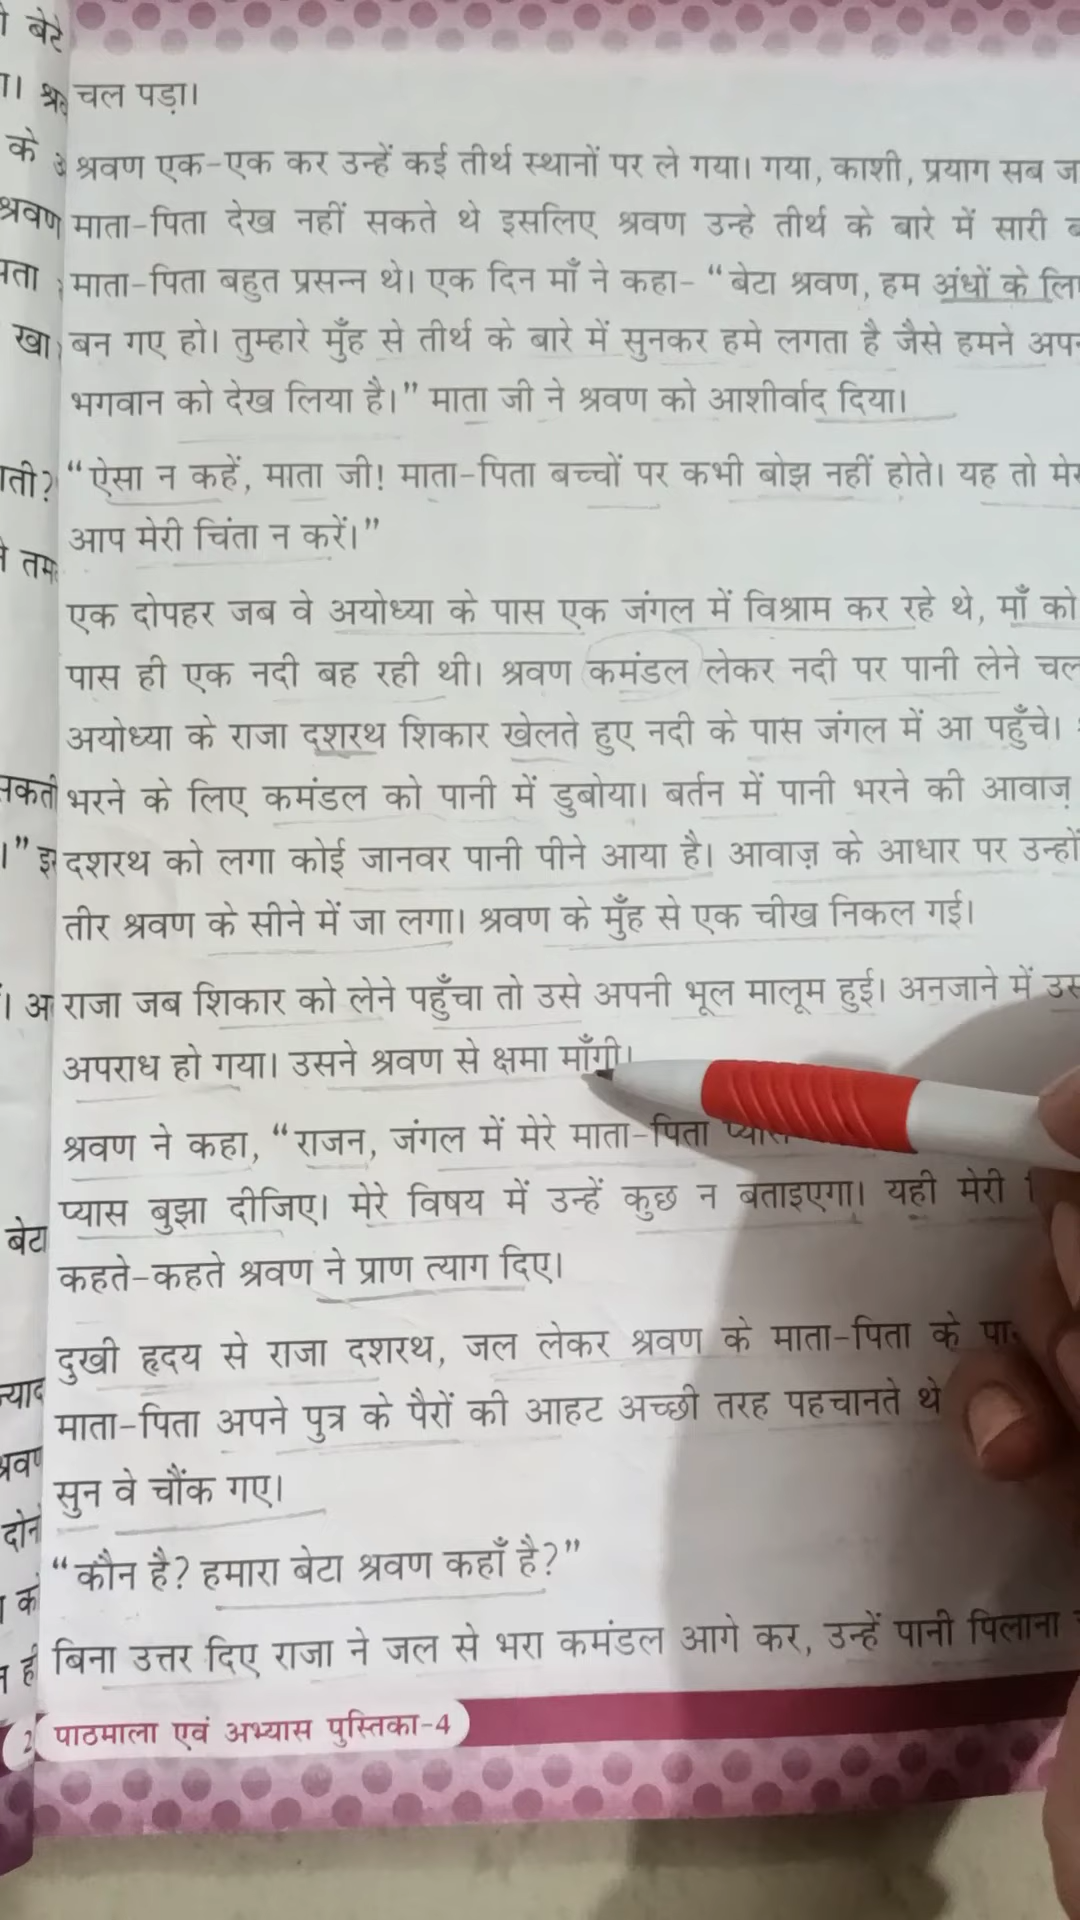 बेटे
चल पड़ा।
श्रवण एक-एक कर उन्हें कई तीर्थ स्थानों पर ले गया। गया, काशी, प्रयाग सब
माता-पिता देख नहीं सकते थे इसलिए श्रवण उन्हे तीर्थ के बारे में सारी
माता-पिता बहुत प्रसन्न थे। एक दिन माँ ने कहा- “बेटा श्रवण, हम अंधों के
बन गए हो। तुम्हारे मुँह से तीर्थ के बारे में सुनकर हमे लगता है जैसे हमने
भगवान को देख लिया है।” माता जी ने श्रवण को आशीर्वाद दिया।
“ऐसा न कहें, माता जी! माता-पिता बच्चों पर कभी बोझ नहीं होते। यह तो
आप मेरी चिंता न करें।”
एक दोपहर जब वे अयोध्या के पास एक जंगल में विश्राम कर रहे थे, माँ को
पास ही एक नदी बह रही थी। श्रवण कमंडल लेकर नदी पर पानी लेने
अयोध्या के राजा दशरथ शिकार खेलते हुए नदी के पास जंगल में आ पहुँचे।
भरने के लिए कमंडल को पानी में डुबोया। बर्तन में पानी भरने की आवाज़
दशरथ को लगा कोई जानवर पानी पीने आया है। आवाज़ के आधार पर
तीर श्रवण के सीने में जा लगा। श्रवण के मुँह से एक चीख निकल गई।
राजा जब शिकार को लेने पहुँचा तो उसे अपनी भूल मालूम हुई। अनजाने में
अपराध हो गया। उसने श्रवण से क्षमा माँगी।
श्रवण ने कहा, “राजन, जंगल में मेरे माता-पिता
प्यास बुझा दीजिए। मेरे विषय में उन्हें कुछ न बताइएगा। यही मेरी
कहते-कहते श्रवण ने प्राण त्याग दिए।
दुखी हृदय से राजा दशरथ, जल लेकर श्रवण के माता-पिता के
माता-पिता अपने पुत्र के पैरों की आहट अच्छी तरह पहचानते थे
सुन वे चौंक गए।
“कौन है? हमारा बेटा श्रवण कहाँ है?”
बिना उत्तर दिए राजा ने जल से भरा कमंडल आगे कर, उन्हें पानी पिलाना
पाठमाला एवं अभ्यास पुस्तिका-4